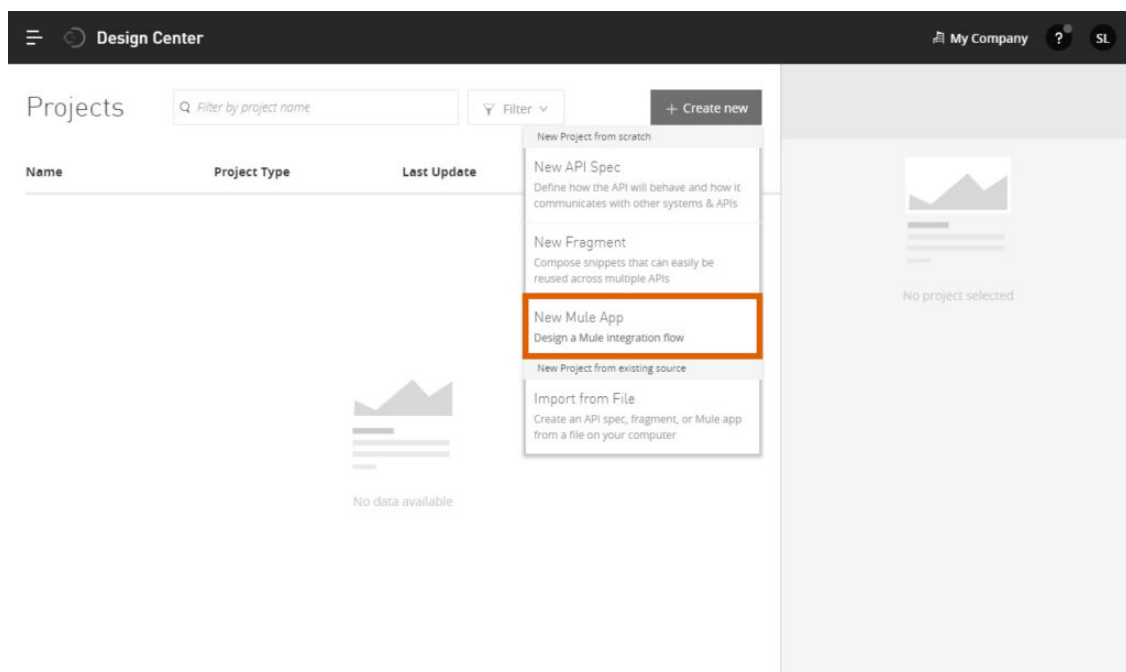 Design Center
My Company
?
SL
Projects
Filter by project name
Filter
+ Create new
Name
Project Type
Last Update
New Project from scratch
New API Spec
Define how the API will behave and how it
communicates with other systems & APIs
New Fragment
Compose snippets that can easily be
reused across multiple APIs
New Mule App
Design a Mule integration flow
New Project from existing source
Import from File
Create an API spec, fragment, or Mule app
from a file on your computer
No data available
No project selected